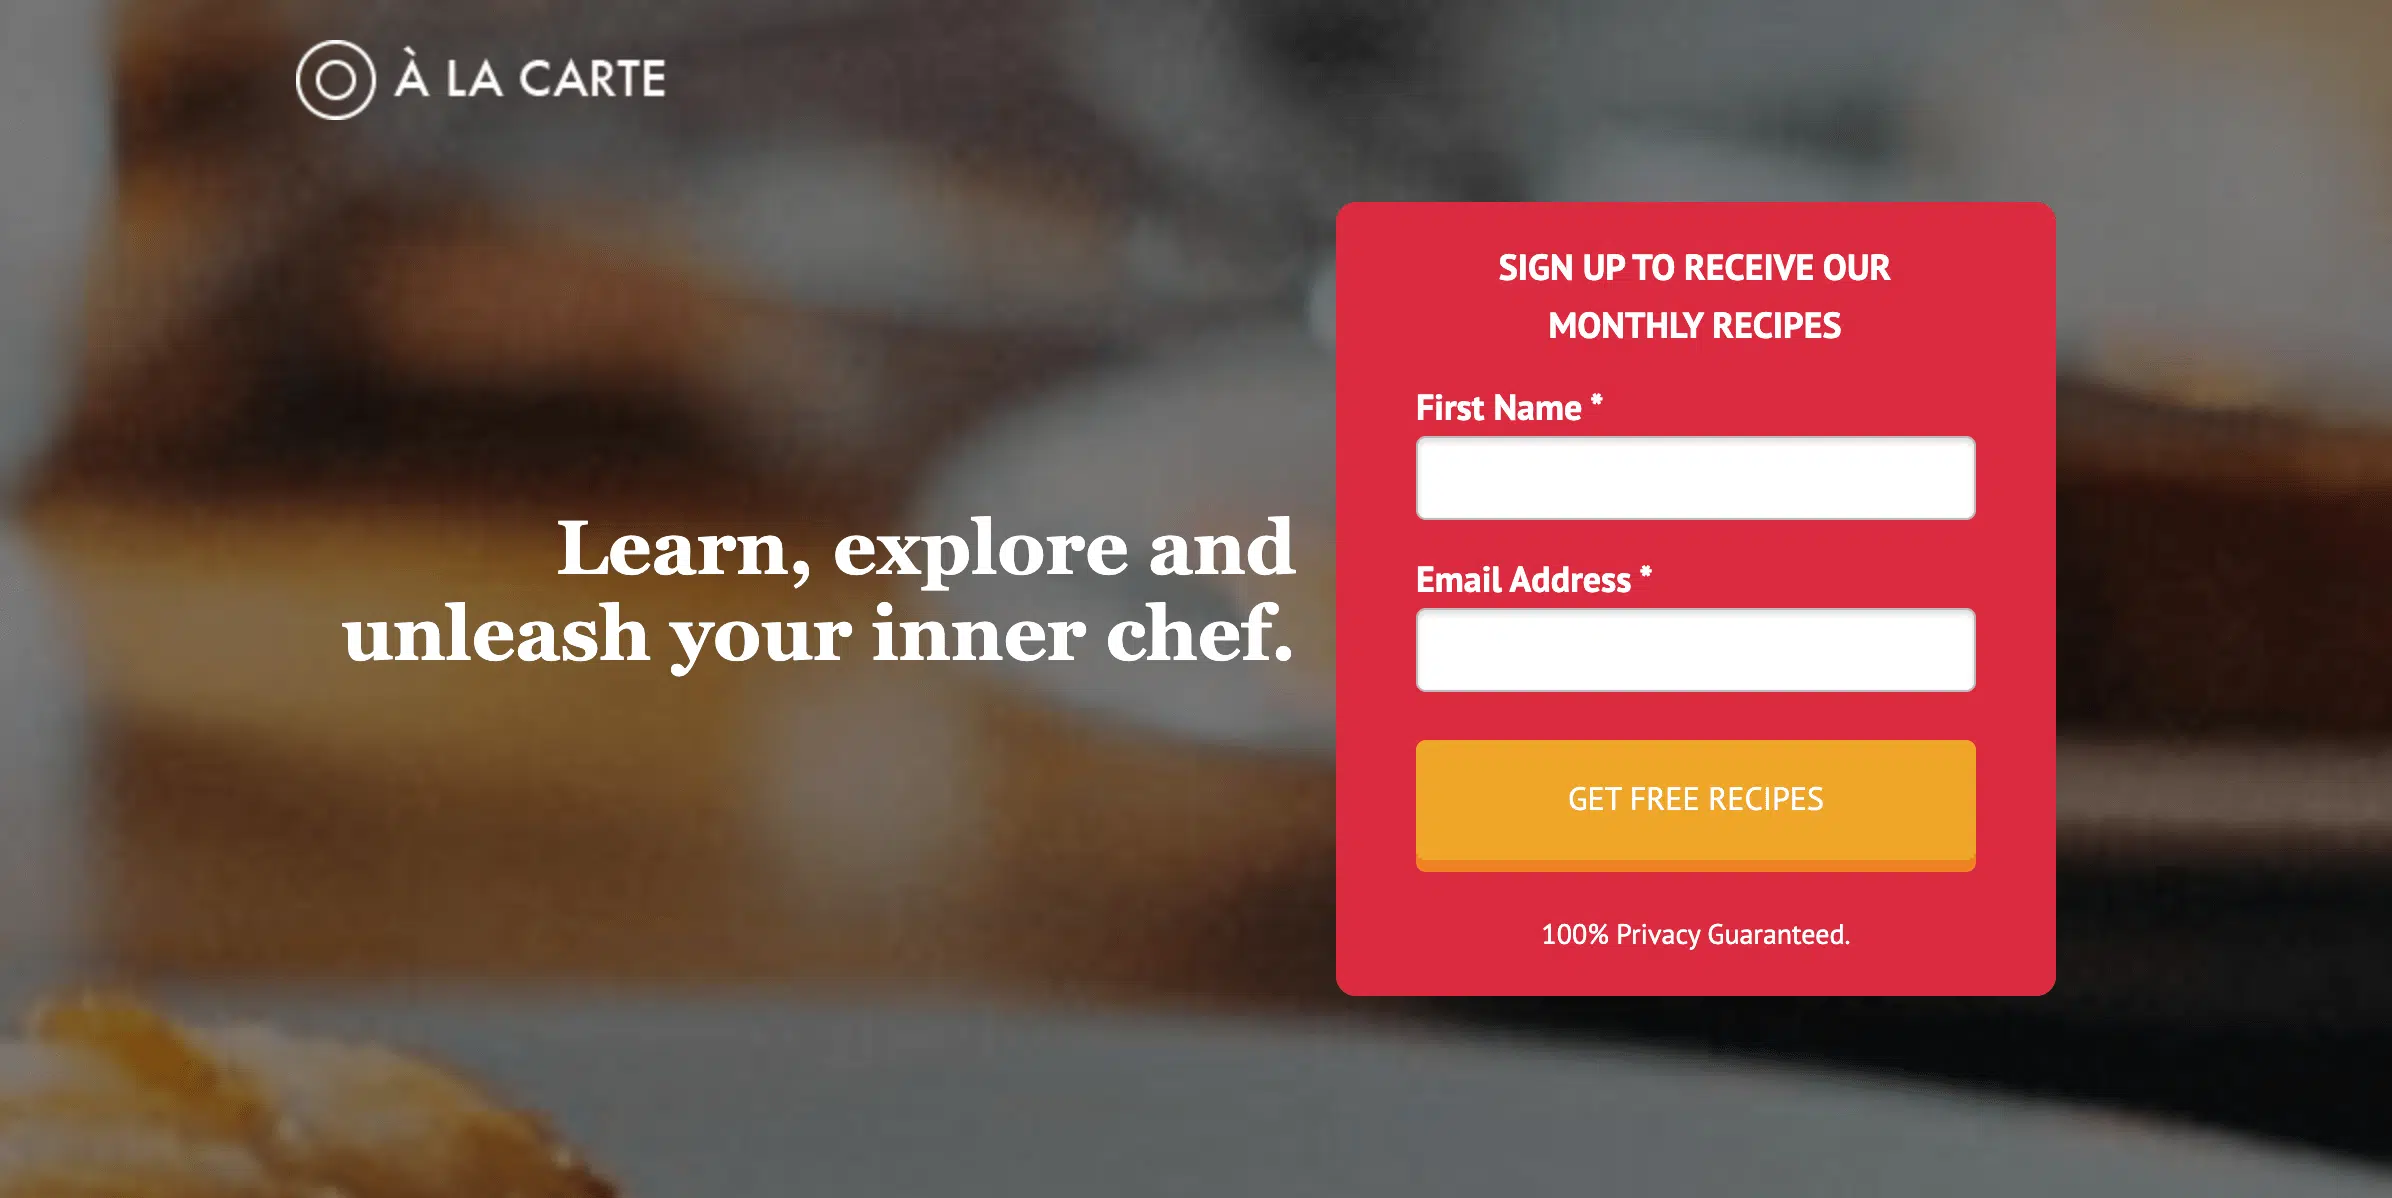 À LA CARTE
Learn, explore and
unleash your inner chef.
SIGN UP TO RECEIVE OUR
MONTHLY RECIPES
First Name *
Email Address *
GET FREE RECIPES
100% Privacy Guaranteed.